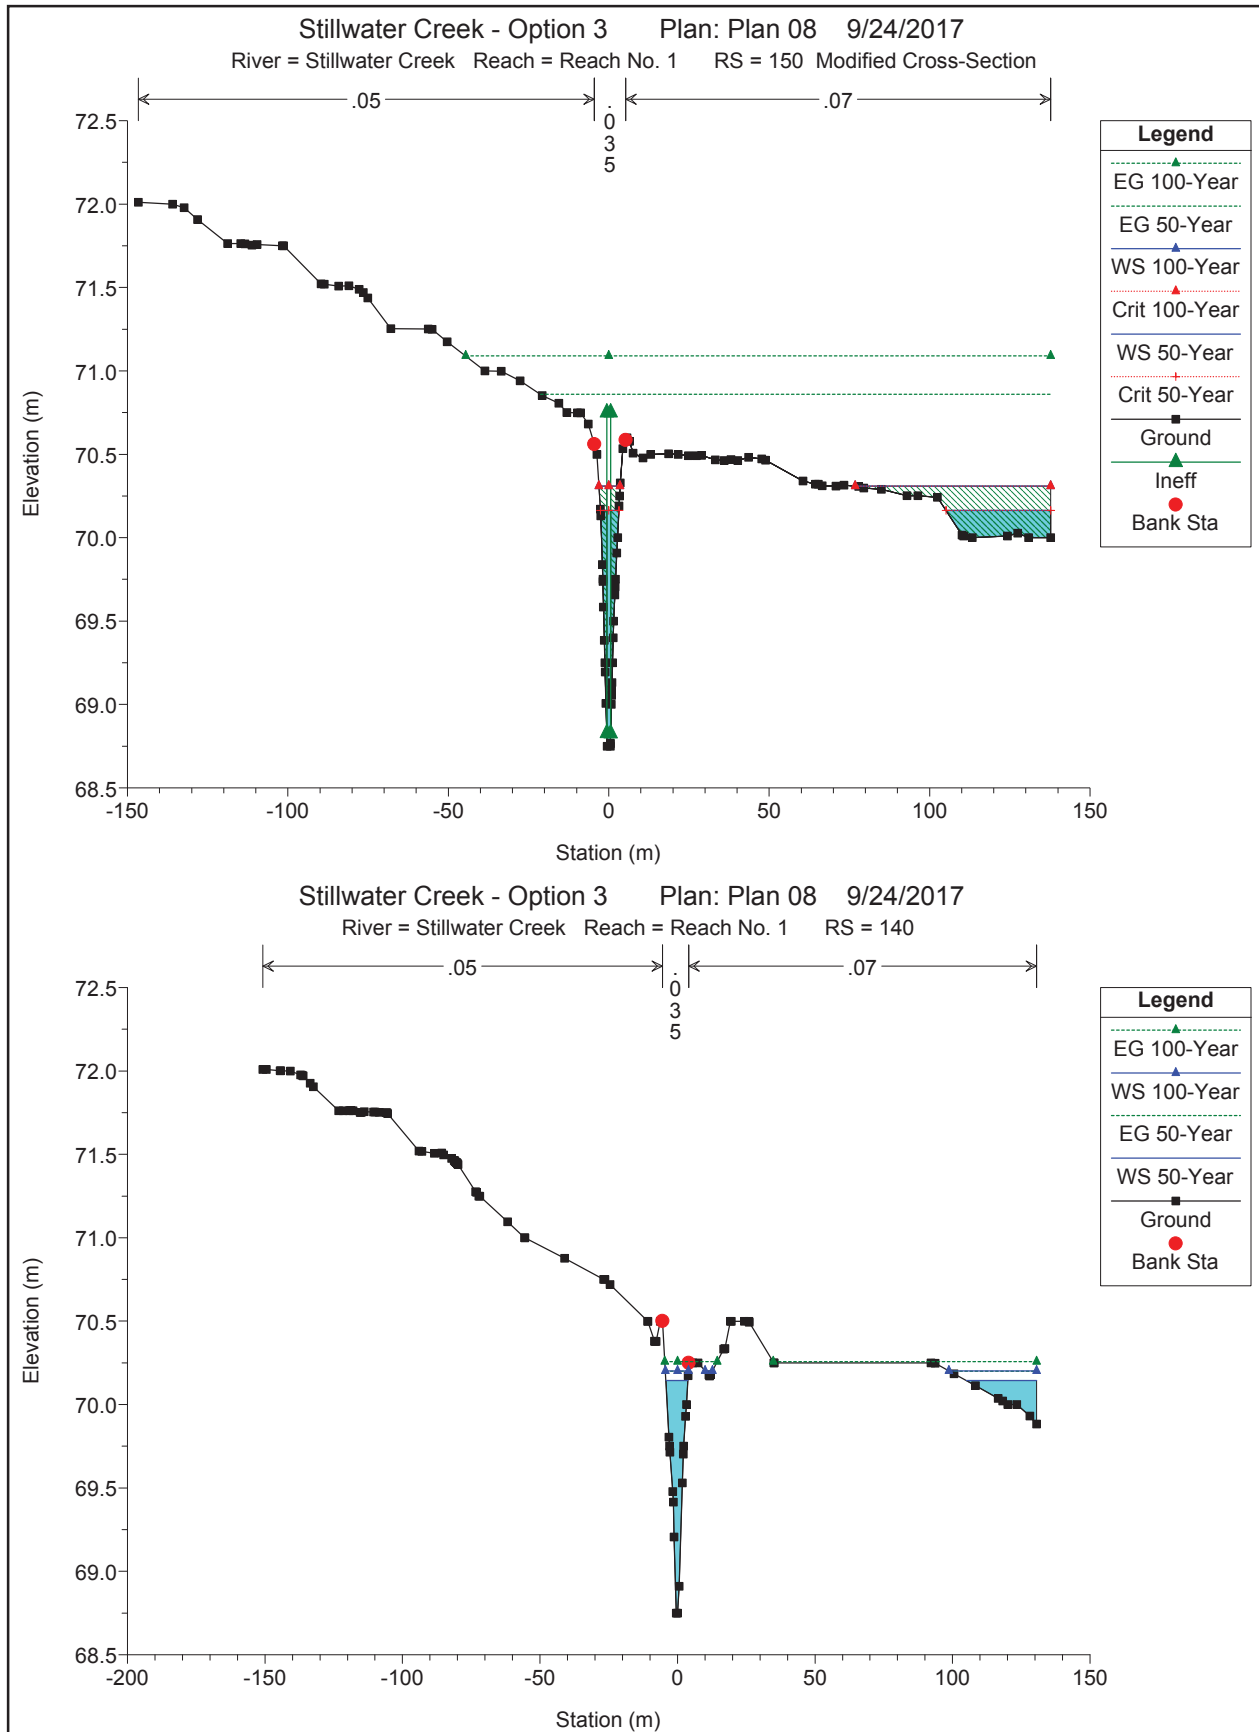 Stillwater Creek - Option 3 Plan: Plan 08 9/24/2017
River = Stillwater Creek Reach = Reach No. 1 RS = 150 Modified Cross-Section
.05
.035
.07
72.5
72.0
71.5
71.0
70.5
70.0
69.5
69.0
68.5
Elevation (m)
-150
-100
-50
0
50
100
150
Station (m)
Legend
EG 100-Year
EG 50-Year
WS 100-Year
Crit 100-Year
WS 50-Year
Crit 50-Year
Ground
Ineff
Bank Sta
Stillwater Creek - Option 3 Plan: Plan 08 9/24/2017
River = Stillwater Creek Reach = Reach No. 1 RS = 140
.05
.035
.07
72.5
72.0
71.5
71.0
70.5
70.0
69.5
69.0
68.5
Elevation (m)
-200
-150
-100
-50
0
50
100
150
Station (m)
Legend
EG 100-Year
WS 100-Year
EG 50-Year
WS 50-Year
Ground
Bank Sta